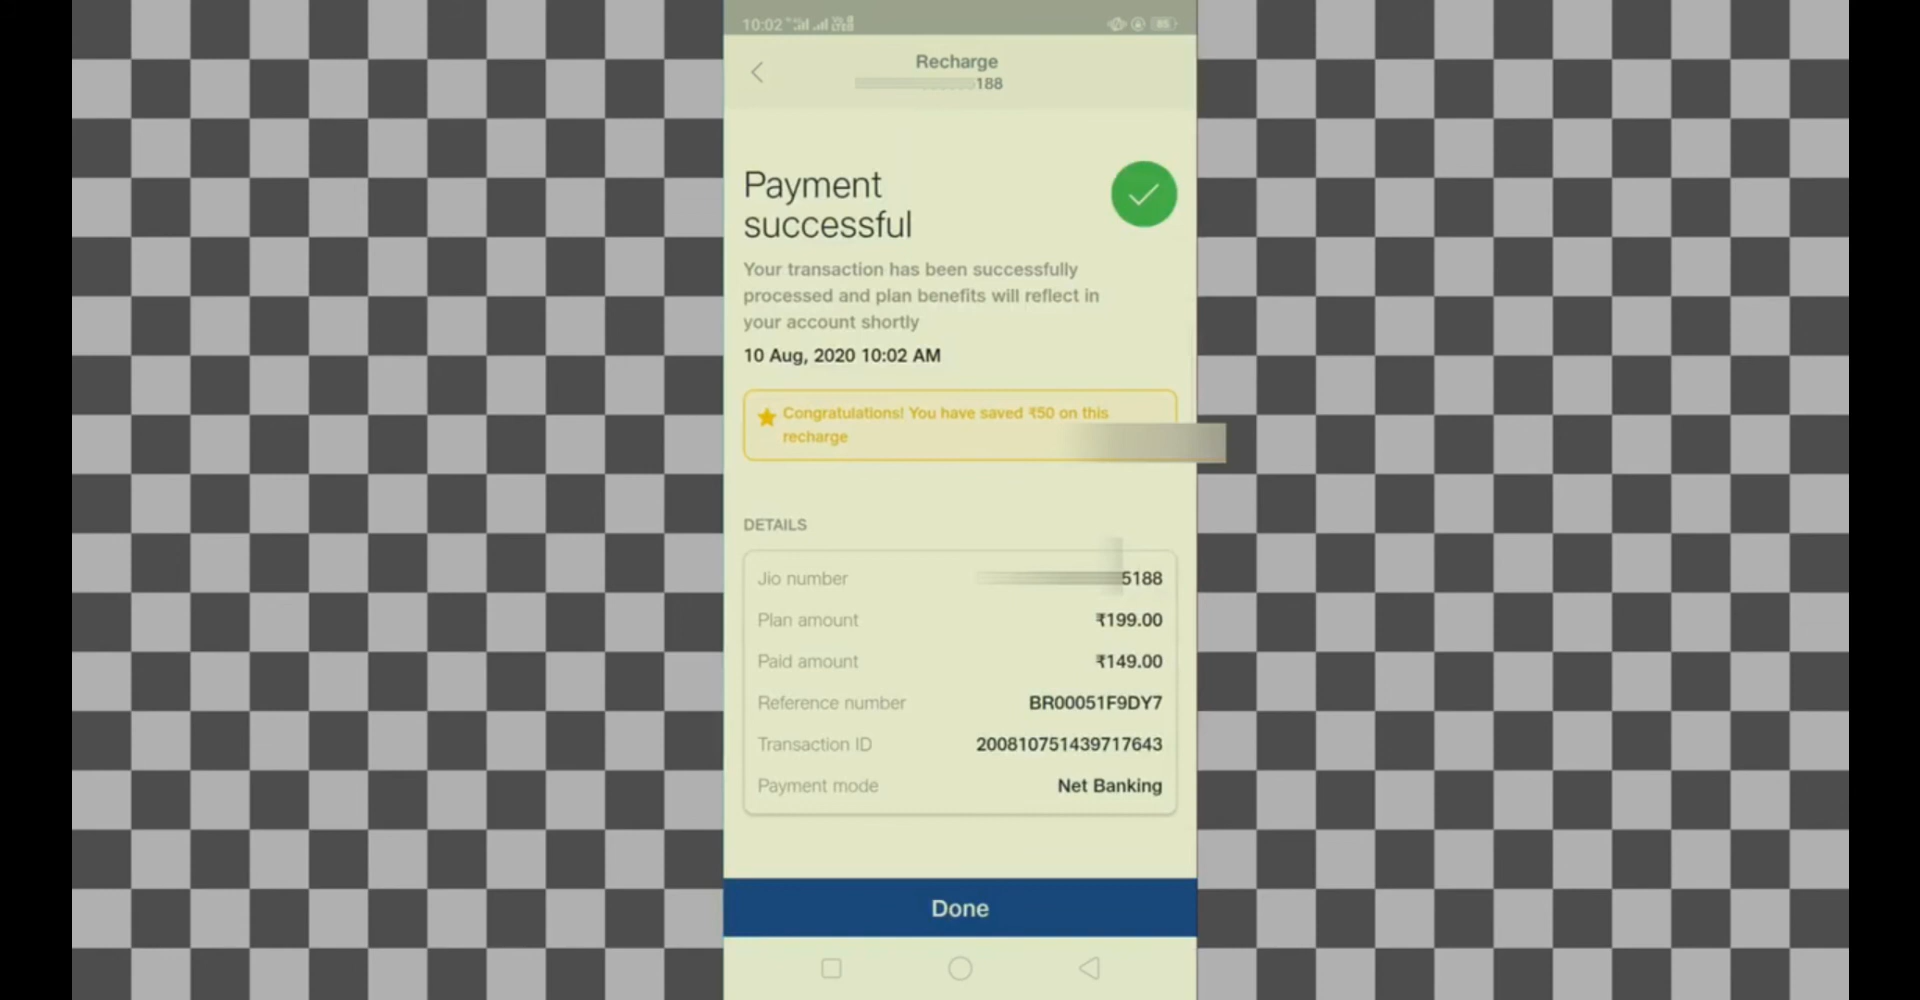 10:02
85
Recharge
188
Payment
successful
Your transaction has been successfully
processed and plan benefits will reflect in
your account shortly
10 Aug, 2020 10:02 AM
Congratulations! You have saved ₹50 on this
recharge
DETAILS
Jio number 5188
Plan amount ₹199.00
Paid amount ₹149.00
Reference number BR00051F9DY7
Transaction ID 200810751439717643
Payment mode Net Banking
Done